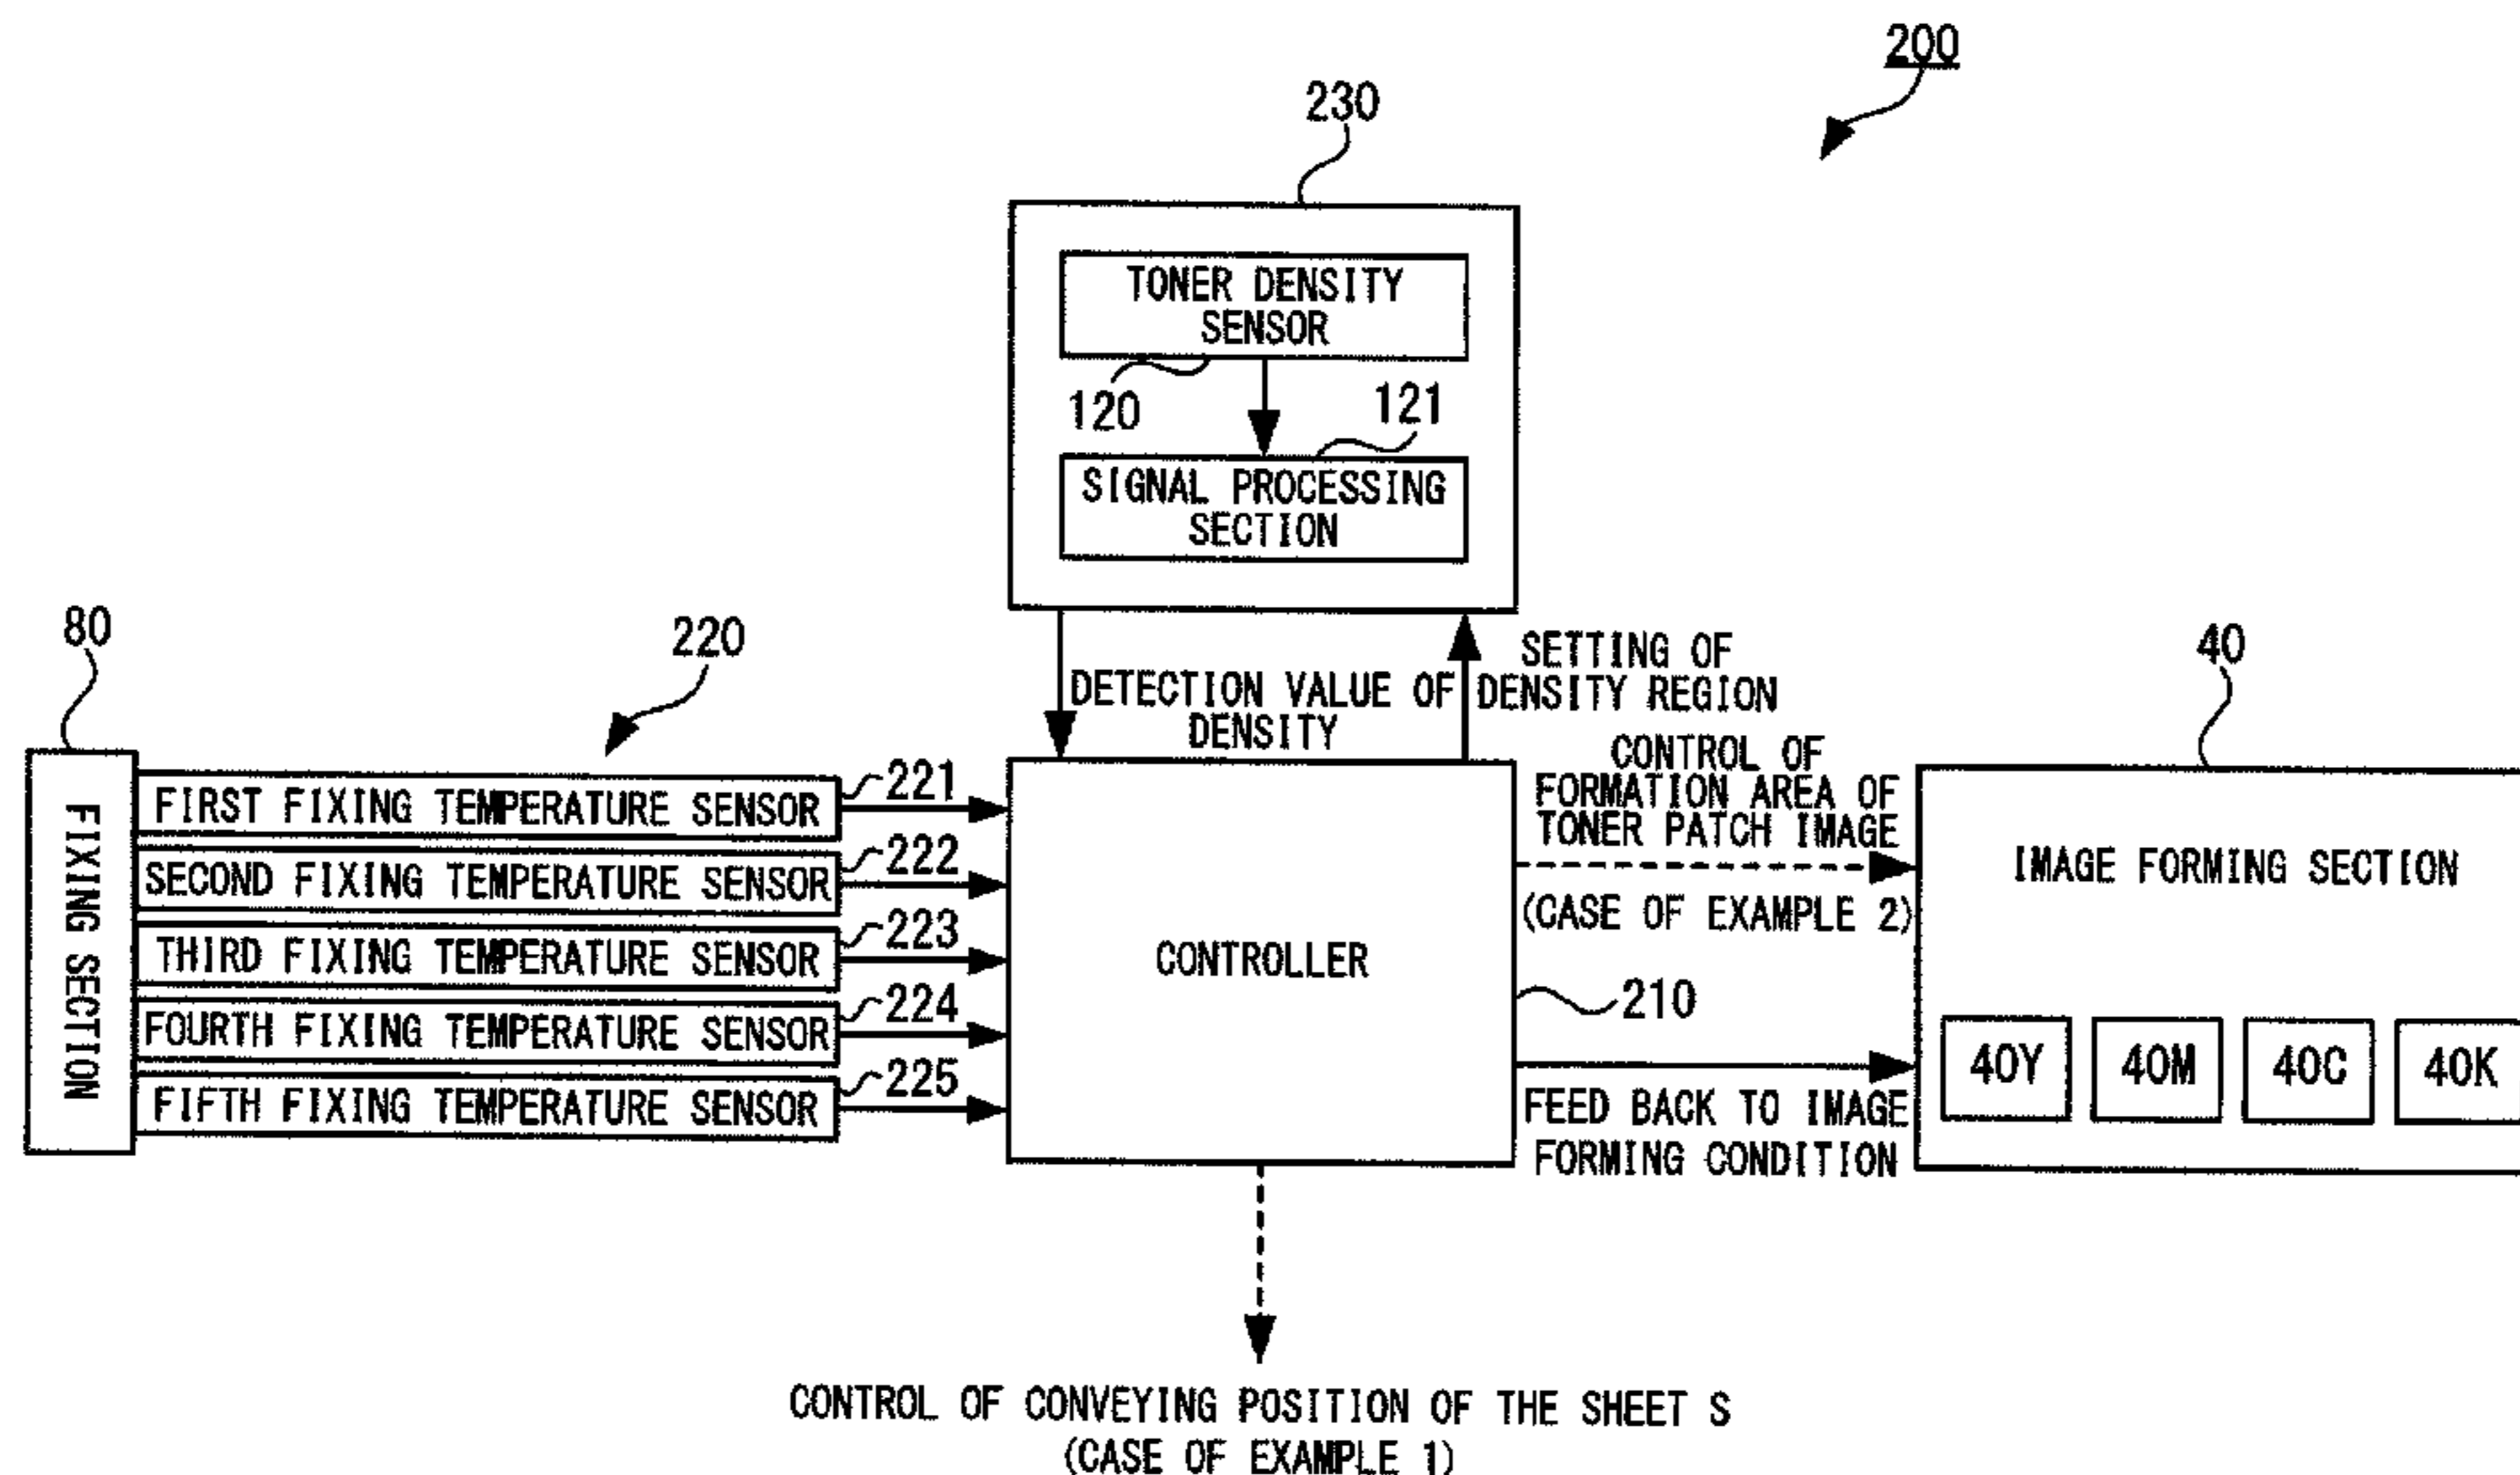 200
230
TONER DENSITY
SENSOR
120
121
SIGNAL PROCESSING
SECTION
80
220
SETTING OF
DENSITY REGION
DETECTION VALUE OF
DENSITY
40
FIXING SECTION
FIRST FIXING TEMPERATURE SENSOR
221
SECOND FIXING TEMPERATURE SENSOR
222
THIRD FIXING TEMPERATURE SENSOR
223
FOURTH FIXING TEMPERATURE SENSOR
224
FIFTH FIXING TEMPERATURE SENSOR
225
CONTROLLER
210
CONTROL OF
FORMATION AREA OF
TONER PATCH IMAGE
(CASE OF EXAMPLE 2)
FEED BACK TO IMAGE
FORMING CONDITION
IMAGE FORMING SECTION
40Y
40M
40C
40K
CONTROL OF CONVEYING POSITION OF THE SHEET S
(CASE OF EXAMPLE 1)